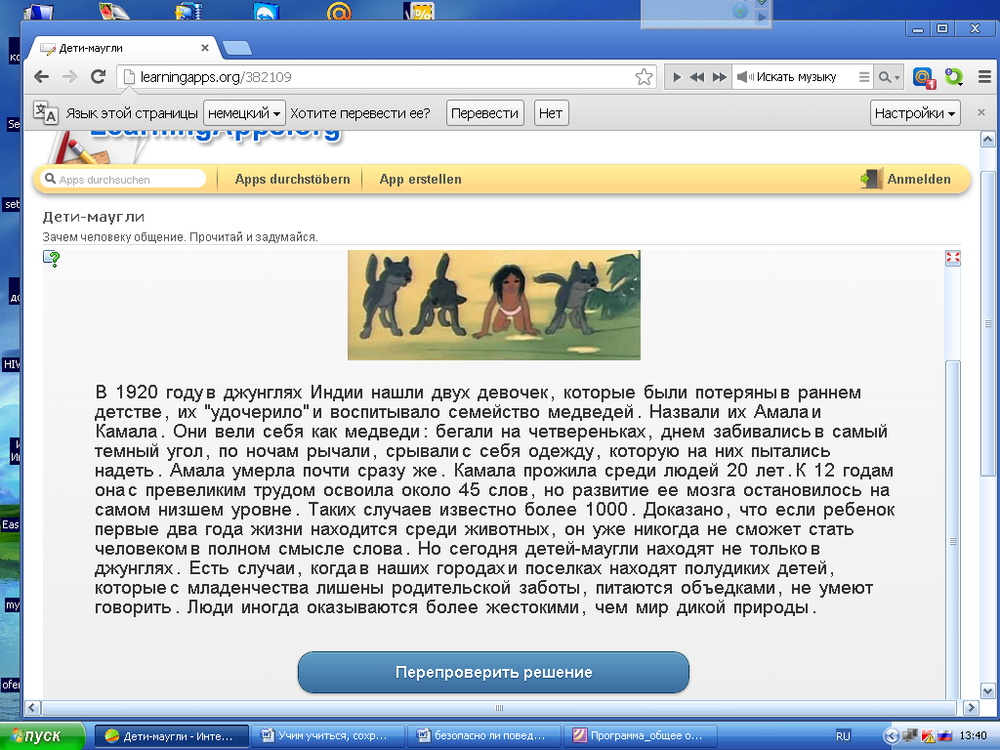 Дети-маугли
learningapps.org/382109
Искать музыку
1
Язык этой страницы немецкий Хотите перевести ее? Перевести Нет Настройки
LearningApps.org
Apps durchsuchen Apps durchstöbern App erstellen Anmelden
Дети-маугли
Зачем человеку общение. Прочитай и задумайся.
В 1920 году в джунглях Индии нашли двух девочек, которые были потеряны в раннем
детстве, их "удочерило" и воспитывало семейство медведей. Назвали их Амала и
Камала. Они вели себя как медведи: бегали на четвереньках, днем забивались в самый
темный угол, по ночам рычали, срывали с себя одежду, которую на них пытались
надеть. Амала умерла почти сразу же. Камала прожила среди людей 20 лет. К 12 годам
она с превеликим трудом освоила около 45 слов, но развитие ее мозга остановилось на
самом низшем уровне. Таких случаев известно более 1000. Доказано, что если ребенок
первые два года жизни находится среди животных, он уже никогда не сможет стать
человеком в полном смысле слова. Но сегодня детей-маугли находят не только в
джунглях. Есть случаи, когда в наших городах и поселках находят полудиких детей,
которые с младенчества лишены родительской заботы, питаются объедками, не умеют
говорить. Люди иногда оказываются более жестокими, чем мир дикой природы.
Перепроверить решение
пуск Дети-маугли - Инте... Учим учиться, сохр... безопасно ли повед... Программа_общее о... RU 13:40